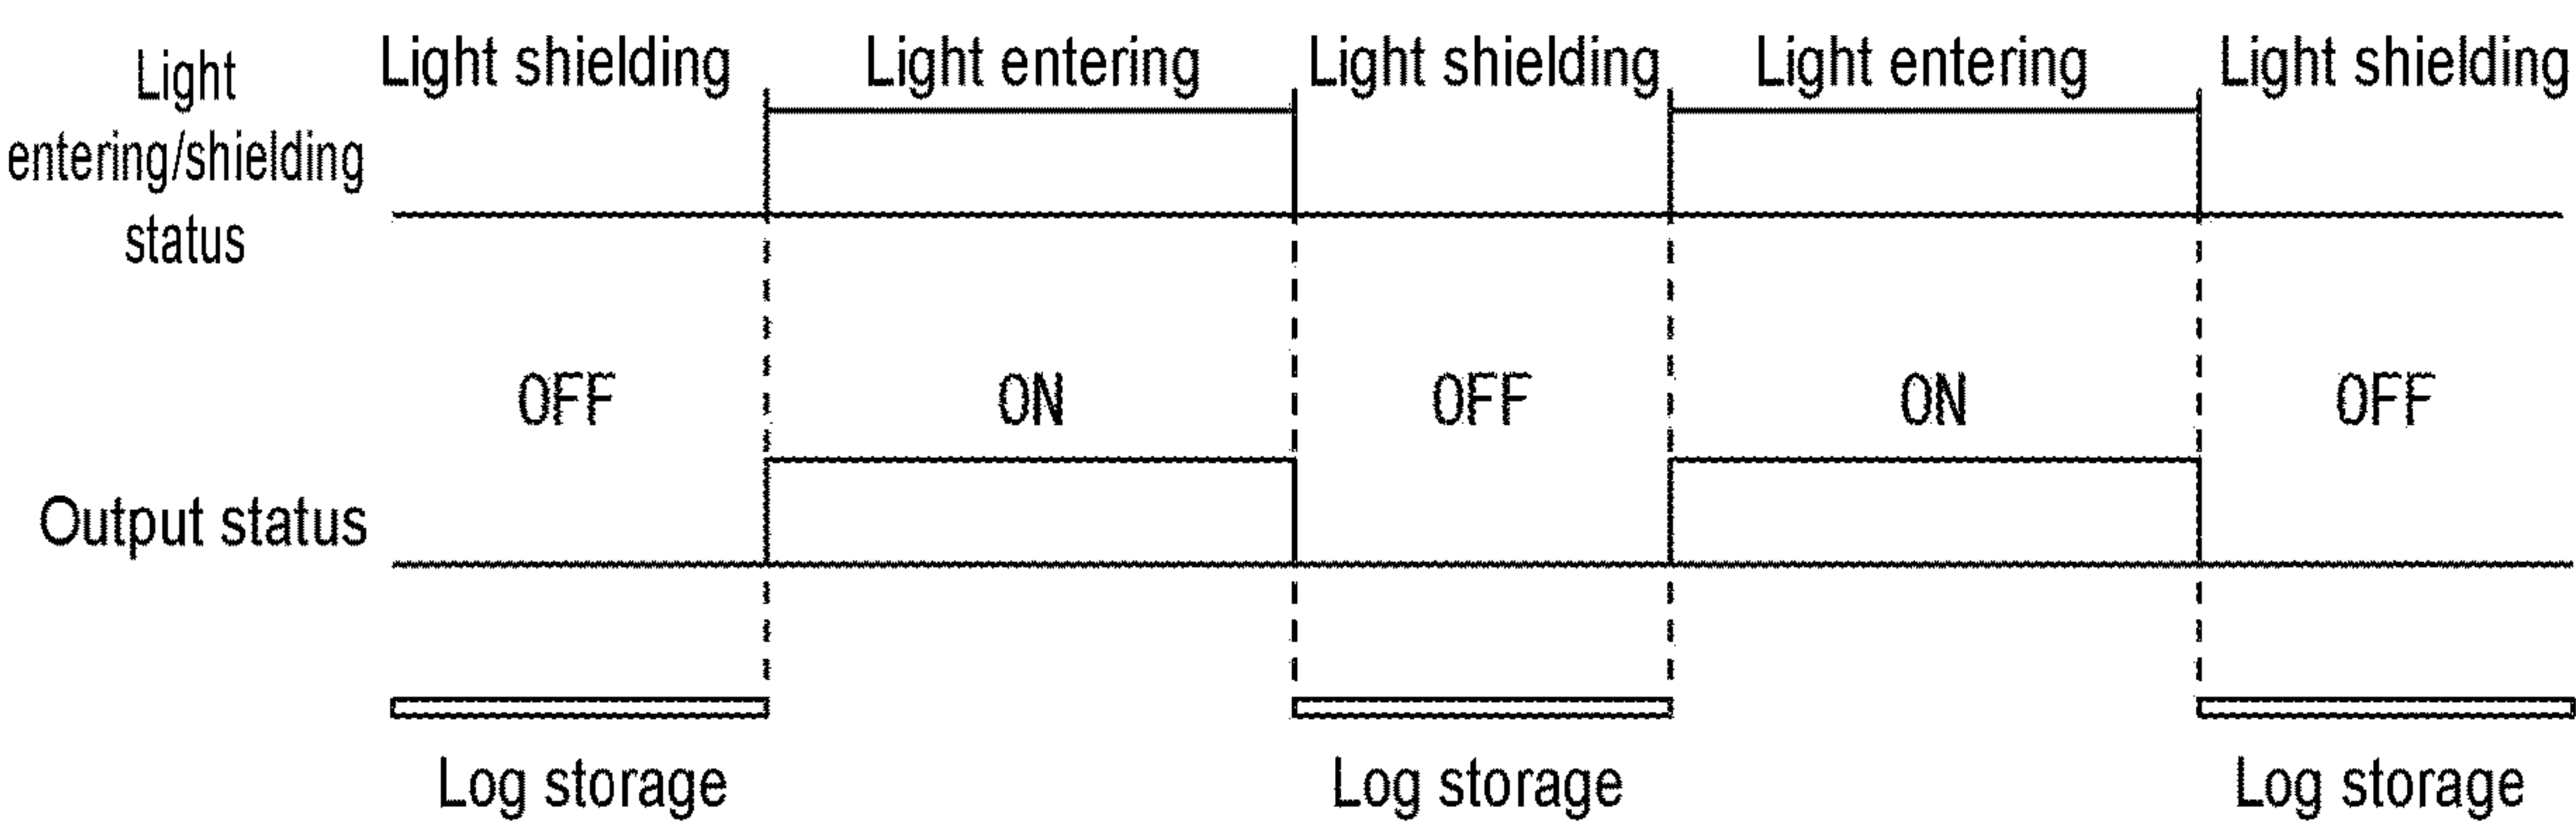 Light
entering/shielding
status
Light shielding
Light entering
Light shielding
Light entering
Light shielding
OFF
ON
OFF
ON
OFF
Output status
Log storage
Log storage
Log storage